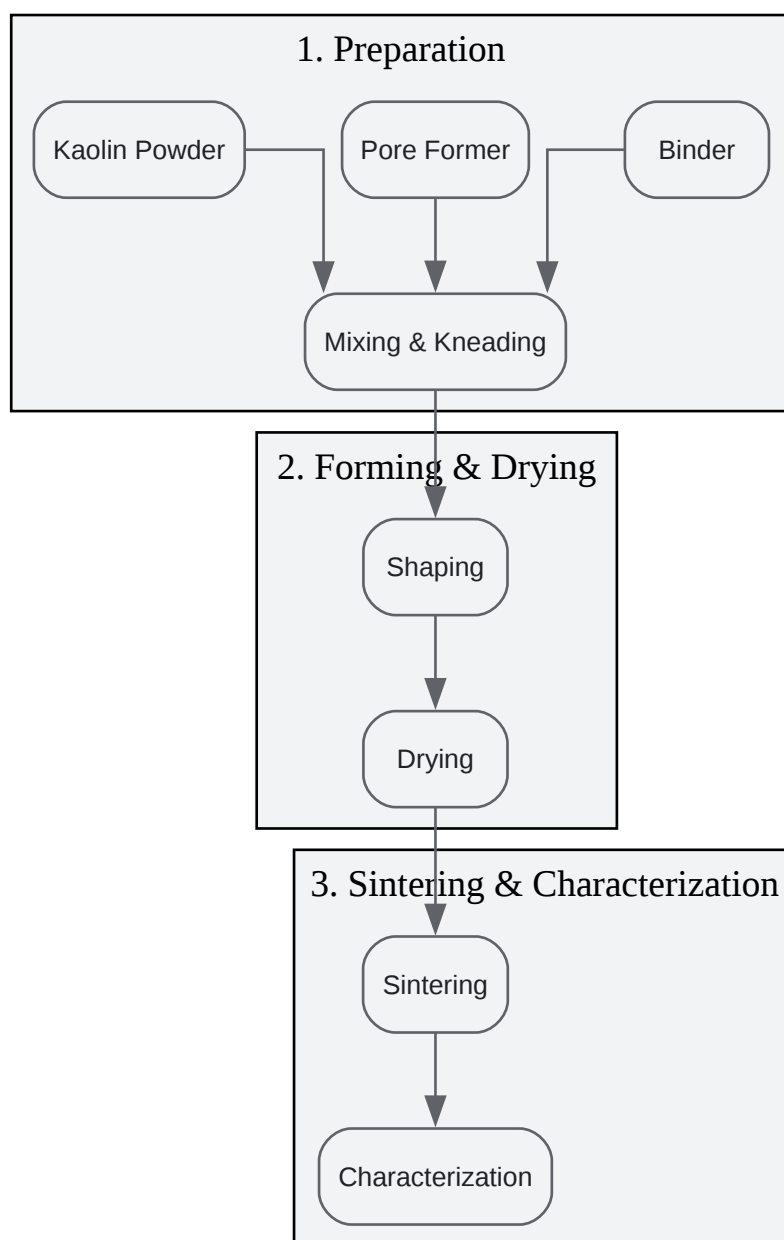 1. Preparation
Kaolin Powder
Pore Former
Binder
Mixing & Kneading
2. Forming & Drying
Shaping
Drying
3. Sintering & Characterization
Sintering
Characterization